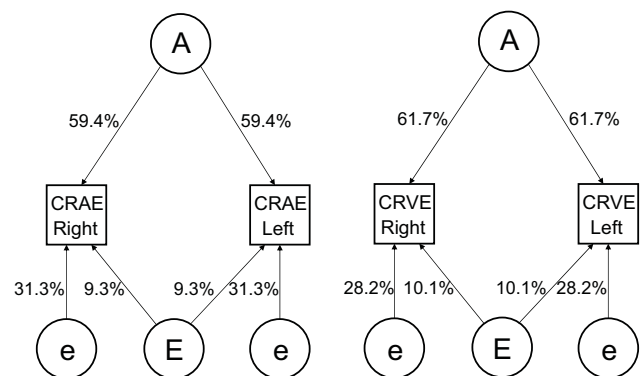 A
A
59.4%
59.4%
61.7%
61.7%
CRAE
Right
CRAE
Left
CRVE
Right
CRVE
Left
31.3%
9.3%
9.3%
31.3%
28.2%
10.1%
10.1%
28.2%
e
E
e
e
E
e